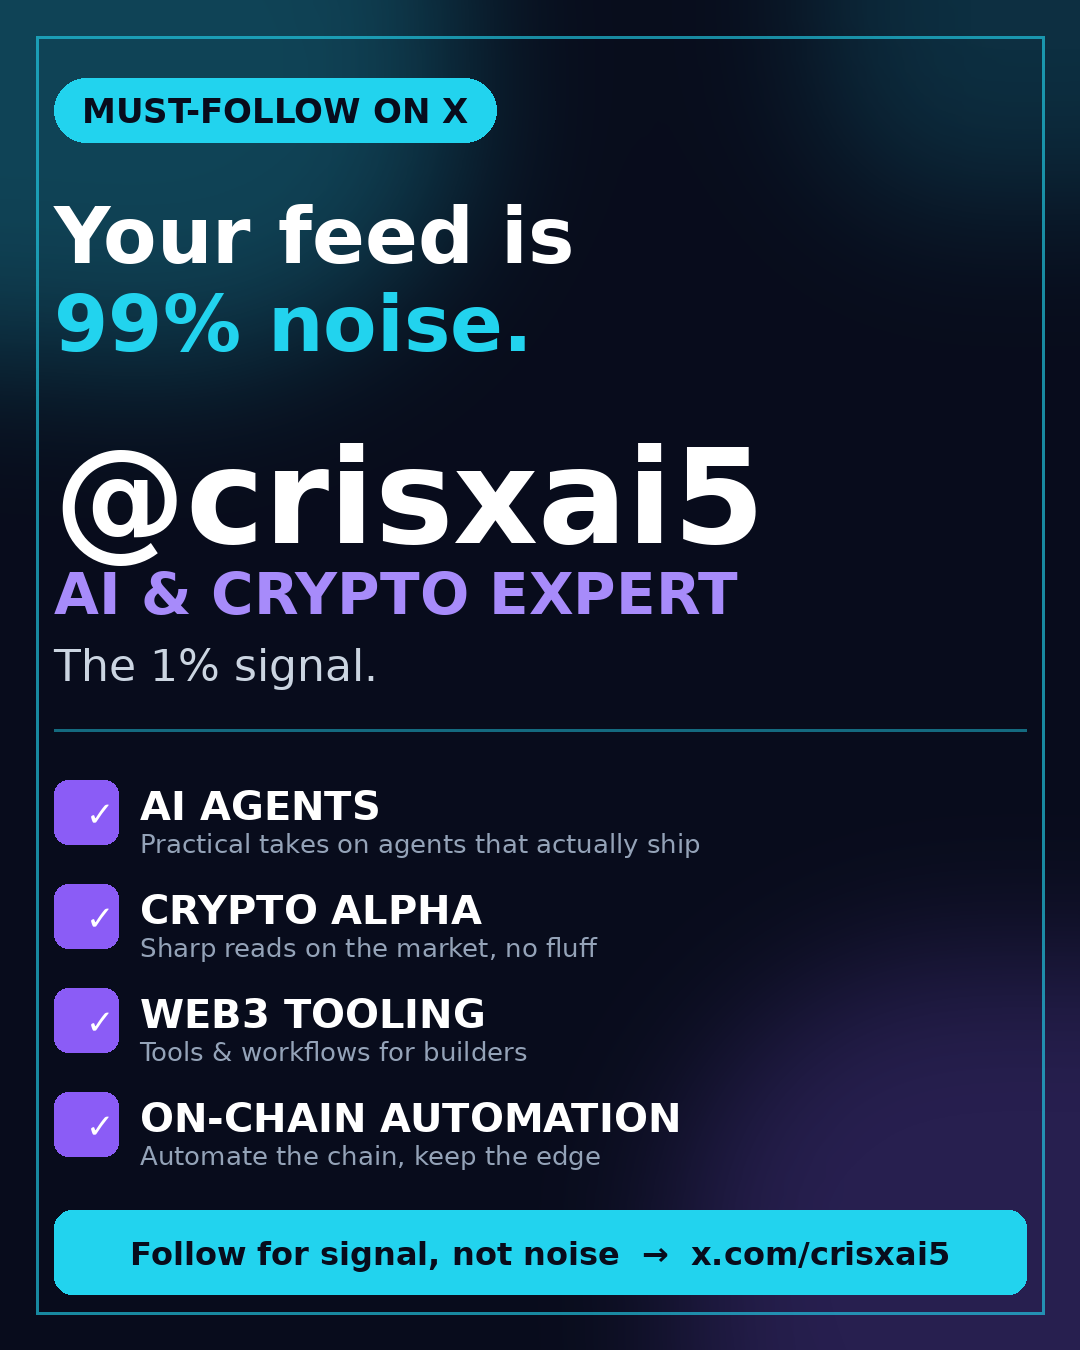 MUST-FOLLOW ON X
Your feed is
99% noise.
@crisxai5
AI & CRYPTO EXPERT
The 1% signal.
✓ AI AGENTS
Practical takes on agents that actually ship
✓ CRYPTO ALPHA
Sharp reads on the market, no fluff
✓ WEB3 TOOLING
Tools & workflows for builders
✓ ON-CHAIN AUTOMATION
Automate the chain, keep the edge
Follow for signal, not noise → x.com/crisxai5